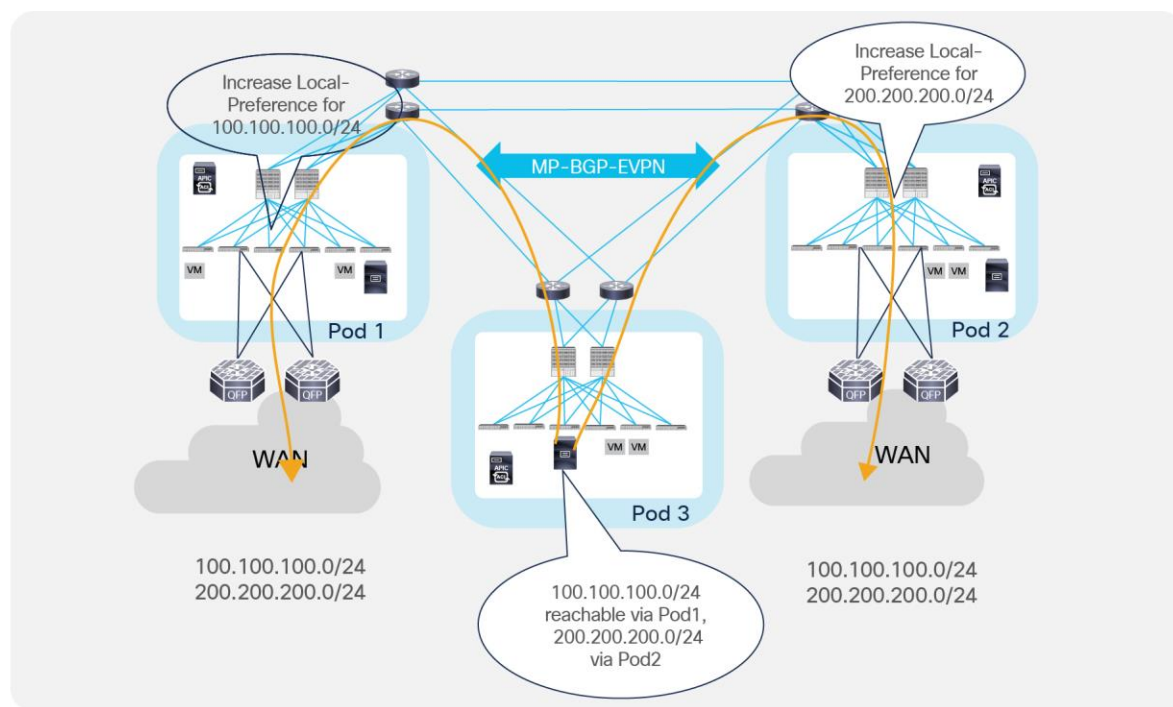 Increase Local-
Preference for
100.100.100.0/24
Increase Local-
Preference for
200.200.200.0/24
MP-BGP-EVPN
APIC
ACI
APIC
ACI
VM
VM
VM
VM
Pod 1
Pod 2
QFP
QFP
QFP
QFP
WAN
WAN
VM
VM
APIC
ACI
Pod 3
100.100.100.0/24
200.200.200.0/24
100.100.100.0/24
200.200.200.0/24
100.100.100.0/24
reachable via Pod1,
200.200.200.0/24
via Pod2